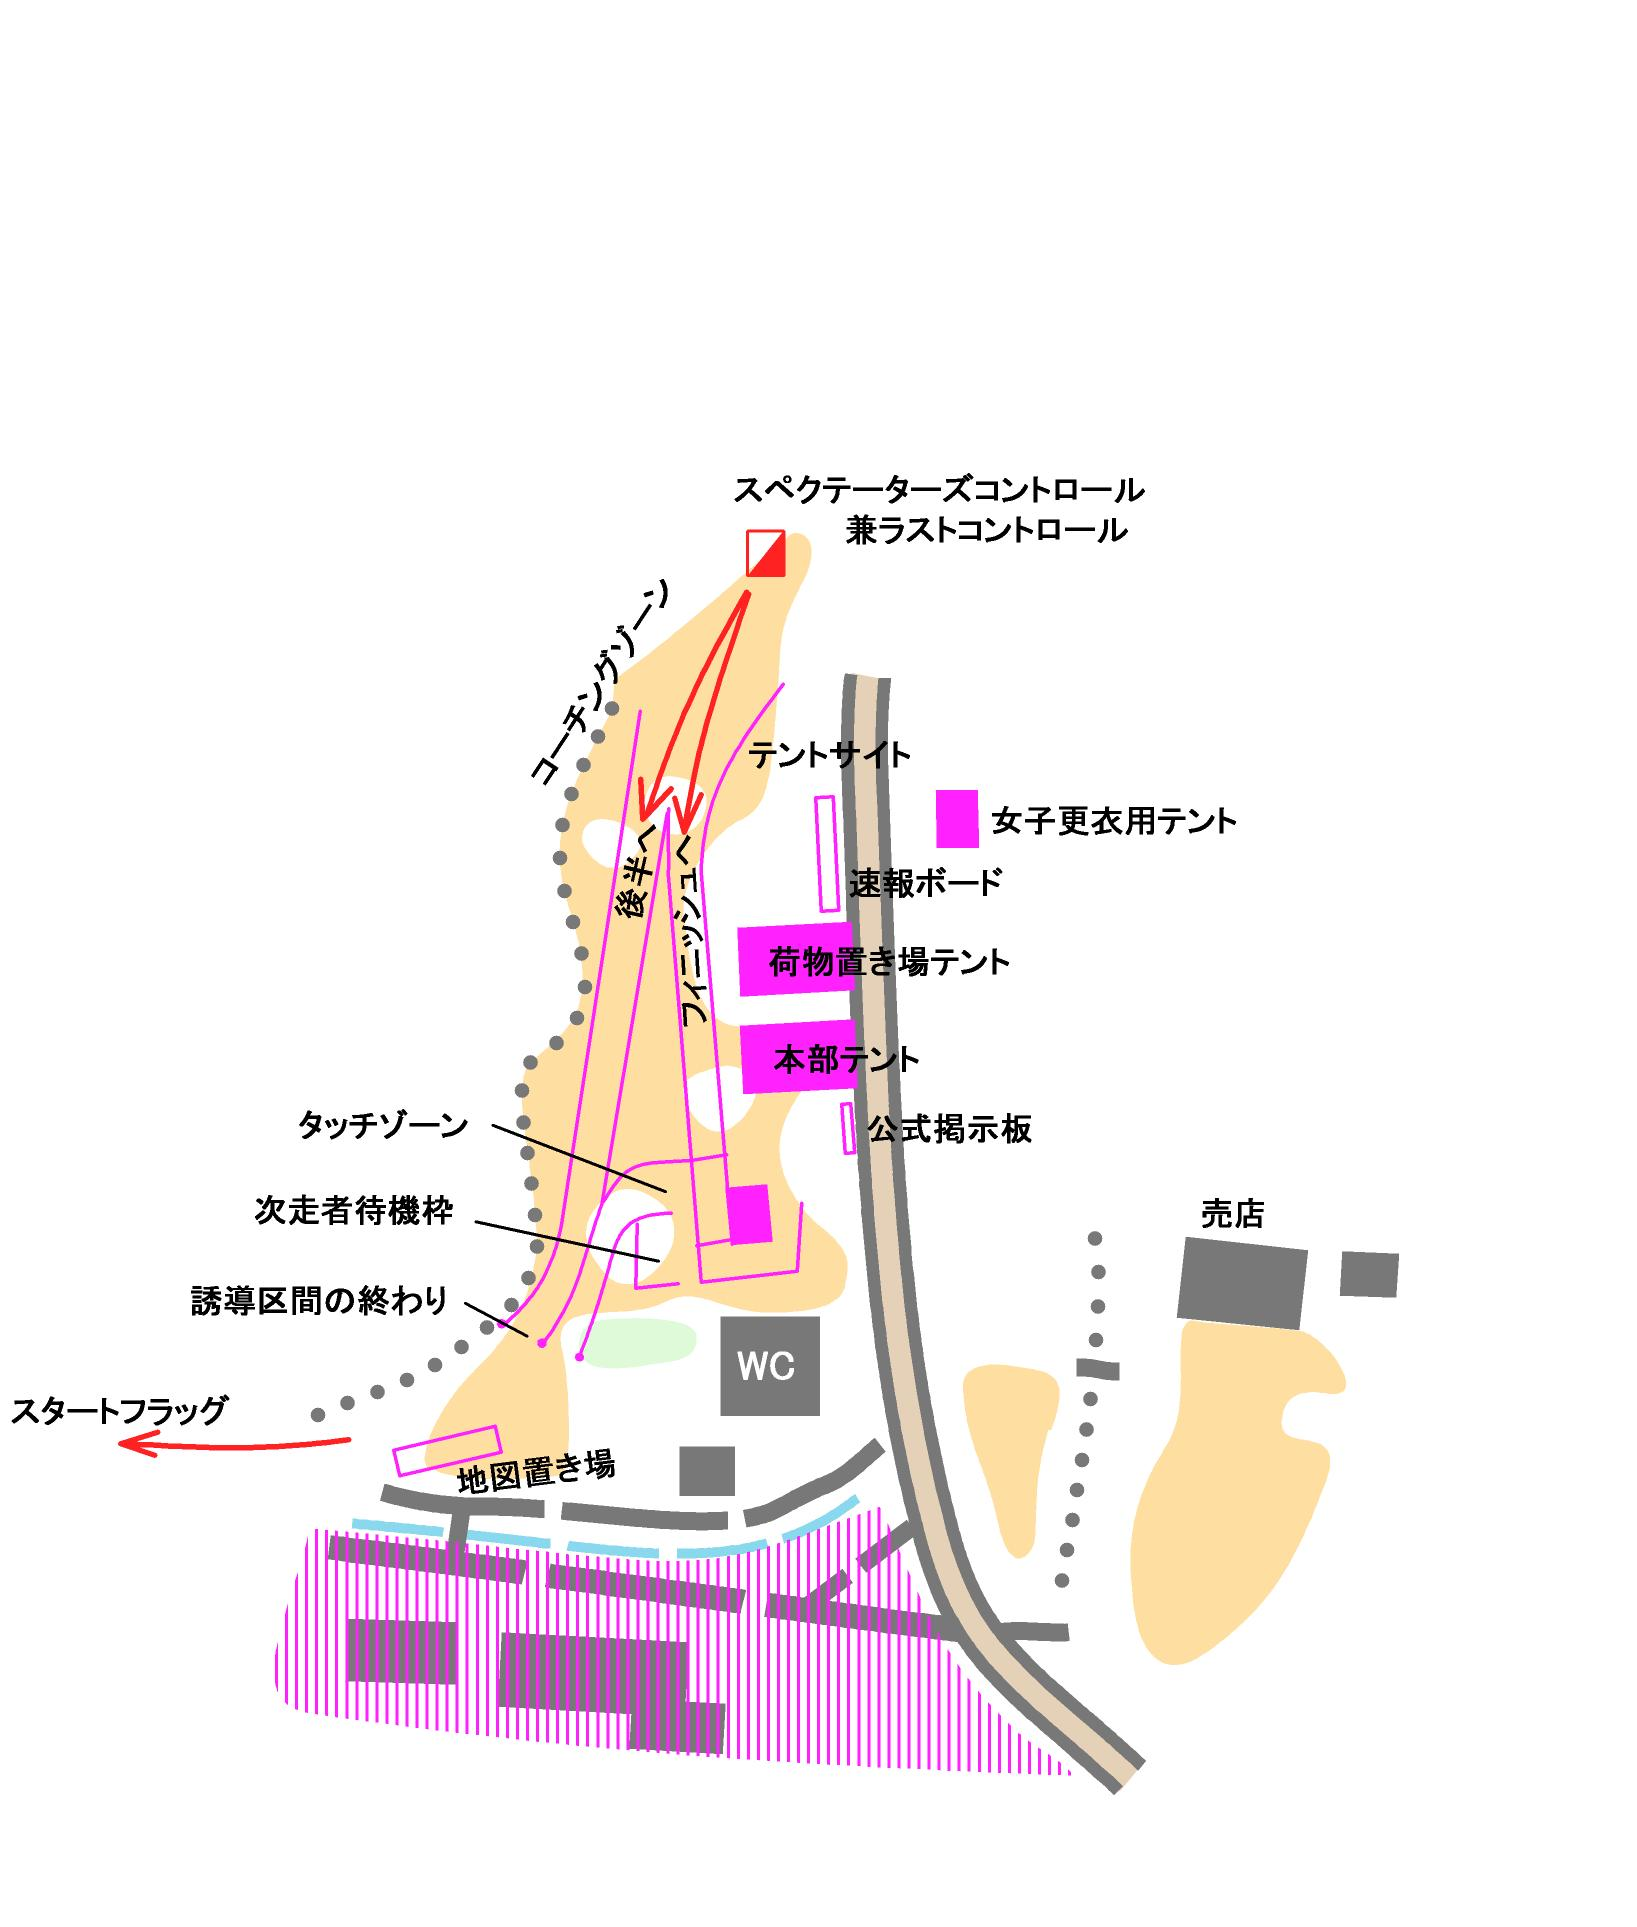 スペクテーターズコントロール
兼ラストコントロール
コーチングゾーン
テントサイト
女子更衣用テント
後半へ
フィニッシュへ
速報ボード
荷物置き場テント
本部テント
タッチゾーン
公式掲示板
次走者待機枠
売店
誘導区間の終わり
WC
スタートフラッグ
地図置き場